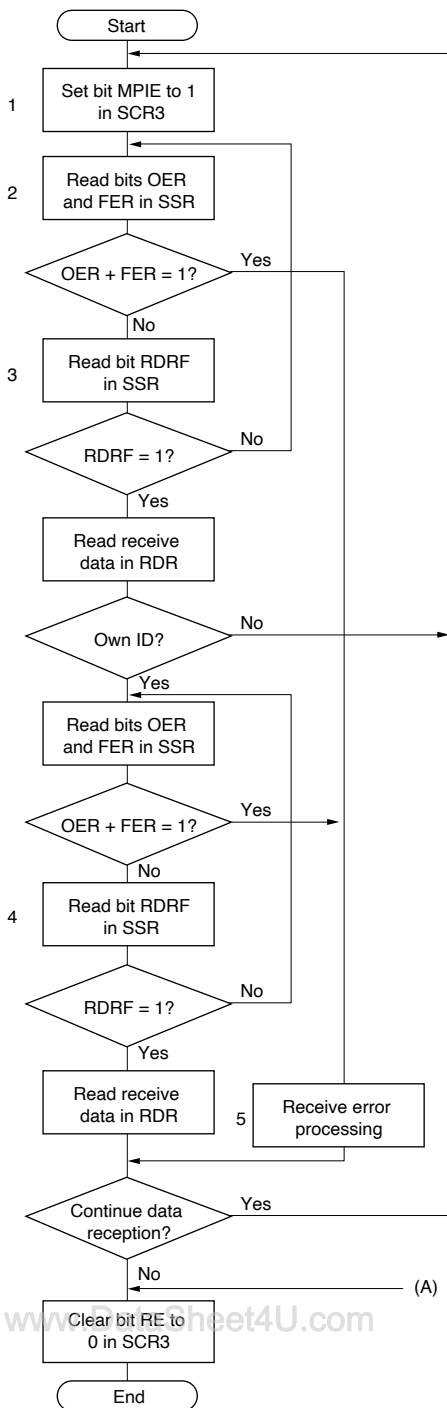 Start
1
Set bit MPIE to 1
in SCR3
2
Read bits OER
and FER in SSR
OER + FER = 1?
Yes
No
3
Read bit RDRF
in SSR
RDRF = 1?
No
Yes
Read receive
data in RDR
Own ID?
No
Yes
Read bits OER
and FER in SSR
OER + FER = 1?
Yes
No
4
Read bit RDRF
in SSR
RDRF = 1?
No
Yes
Read receive
data in RDR
5
Receive error
processing
Continue data
reception?
Yes
No
(A)
www.DataSheet4U.com
Clear bit RE to
0 in SCR3
End